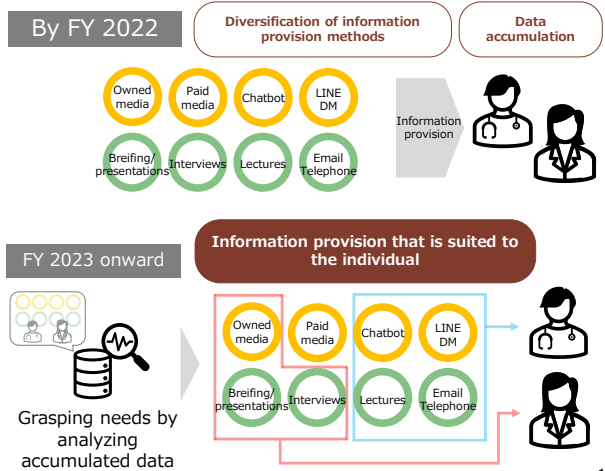 By FY 2022
Diversification of information
provision methods
Data
accumulation
Owned
media
Paid
media
Chatbot
LINE
DM
Breifing/
presentations
Interviews
Lectures
Email
Telephone
Information
provision
FY 2023 onward
Information provision that is suited to
the individual
Owned
media
Paid
media
Chatbot
LINE
DM
Breifing/
presentations
Interviews
Lectures
Email
Telephone
Grasping needs by
analyzing
accumulated data